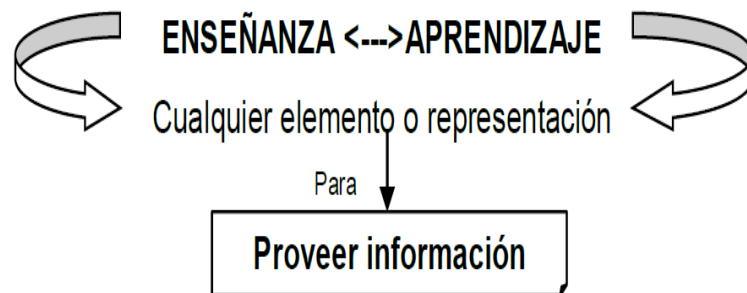 ENSEÑANZA <--->APRENDIZAJE
Cualquier elemento o representación
Para
Proveer información